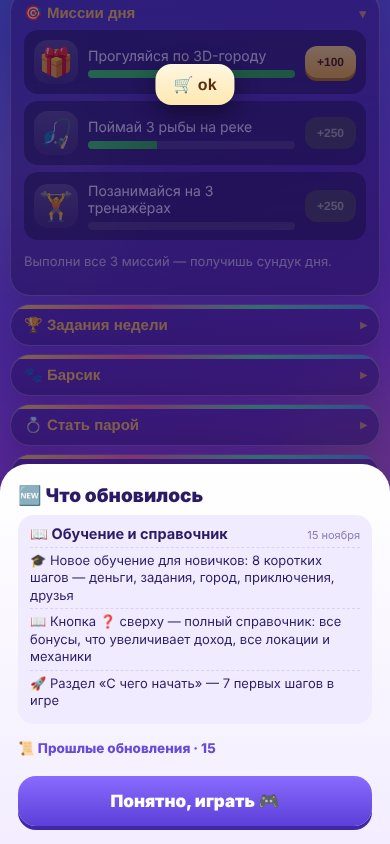 🎯 Миссии дня ▼
Прогуляйся по 3D-городу
+100
🛒 ok
Поймай 3 рыбы на реке
+250
Позанимайся на 3
тренажёрах
+250
Выполни все 3 миссий — получишь сундук дня.
🏆 Задания недели ▶
🐾 Барсик ▶
💍 Стать парой ▶
🆕 Что обновилось
📖 Обучение и справочник 15 ноября
🎓 Новое обучение для новичков: 8 коротких
шагов — деньги, задания, город, приключения,
друзья
📖 Кнопка ❓ сверху — полный справочник: все
бонусы, что увеличивает доход, все локации и
механики
🚀 Раздел «С чего начать» — 7 первых шагов в
игре
📜 Прошлые обновления · 15
Понятно, играть 🎮